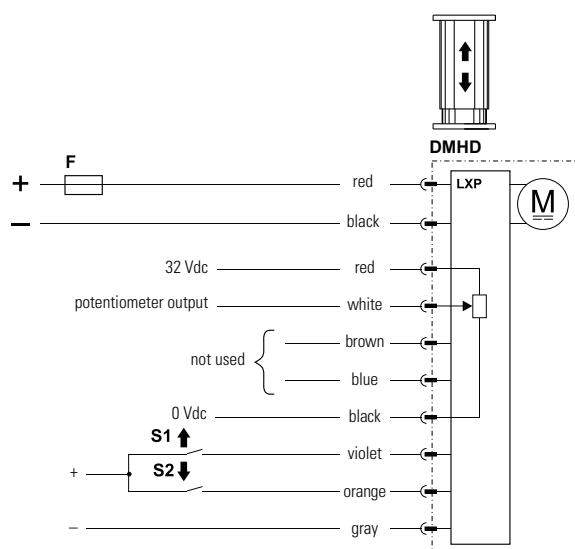 DMHD
F
+ red LXP
M
– black
32 Vdc red
potentiometer output white
brown
not used
blue
0 Vdc black
S1
violet
+ S2
orange
– gray